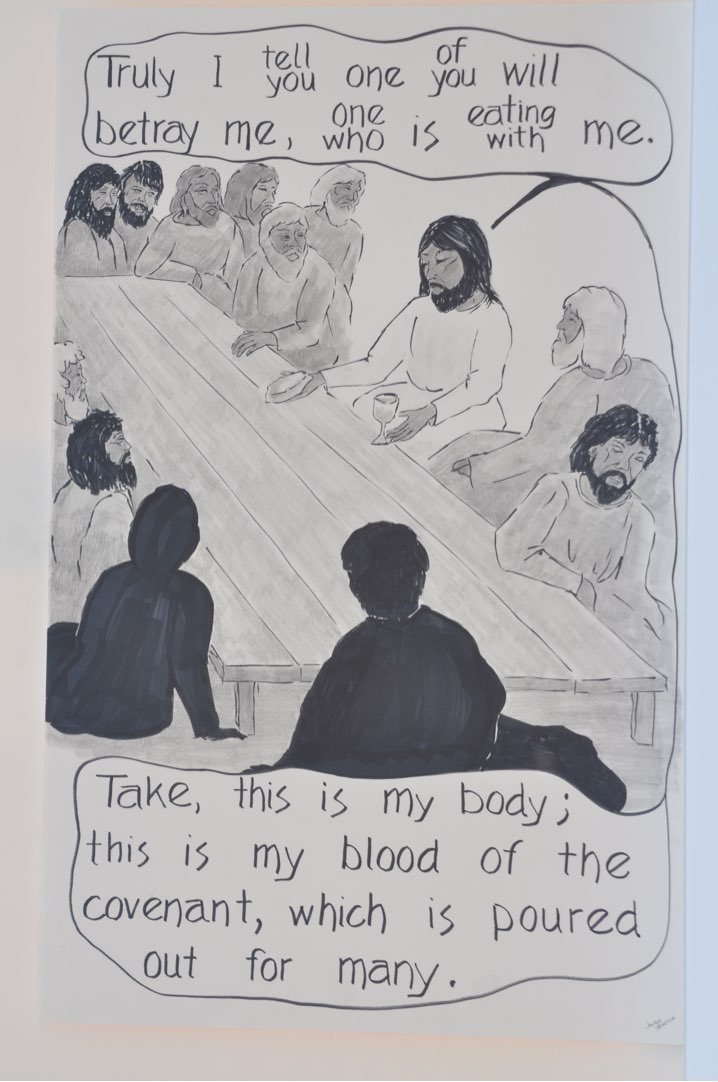 Truly I tell you one of you will
betray me, one who is eating with me.
Take, this is my body;
this is my blood of the
covenant, which is poured
out for many.